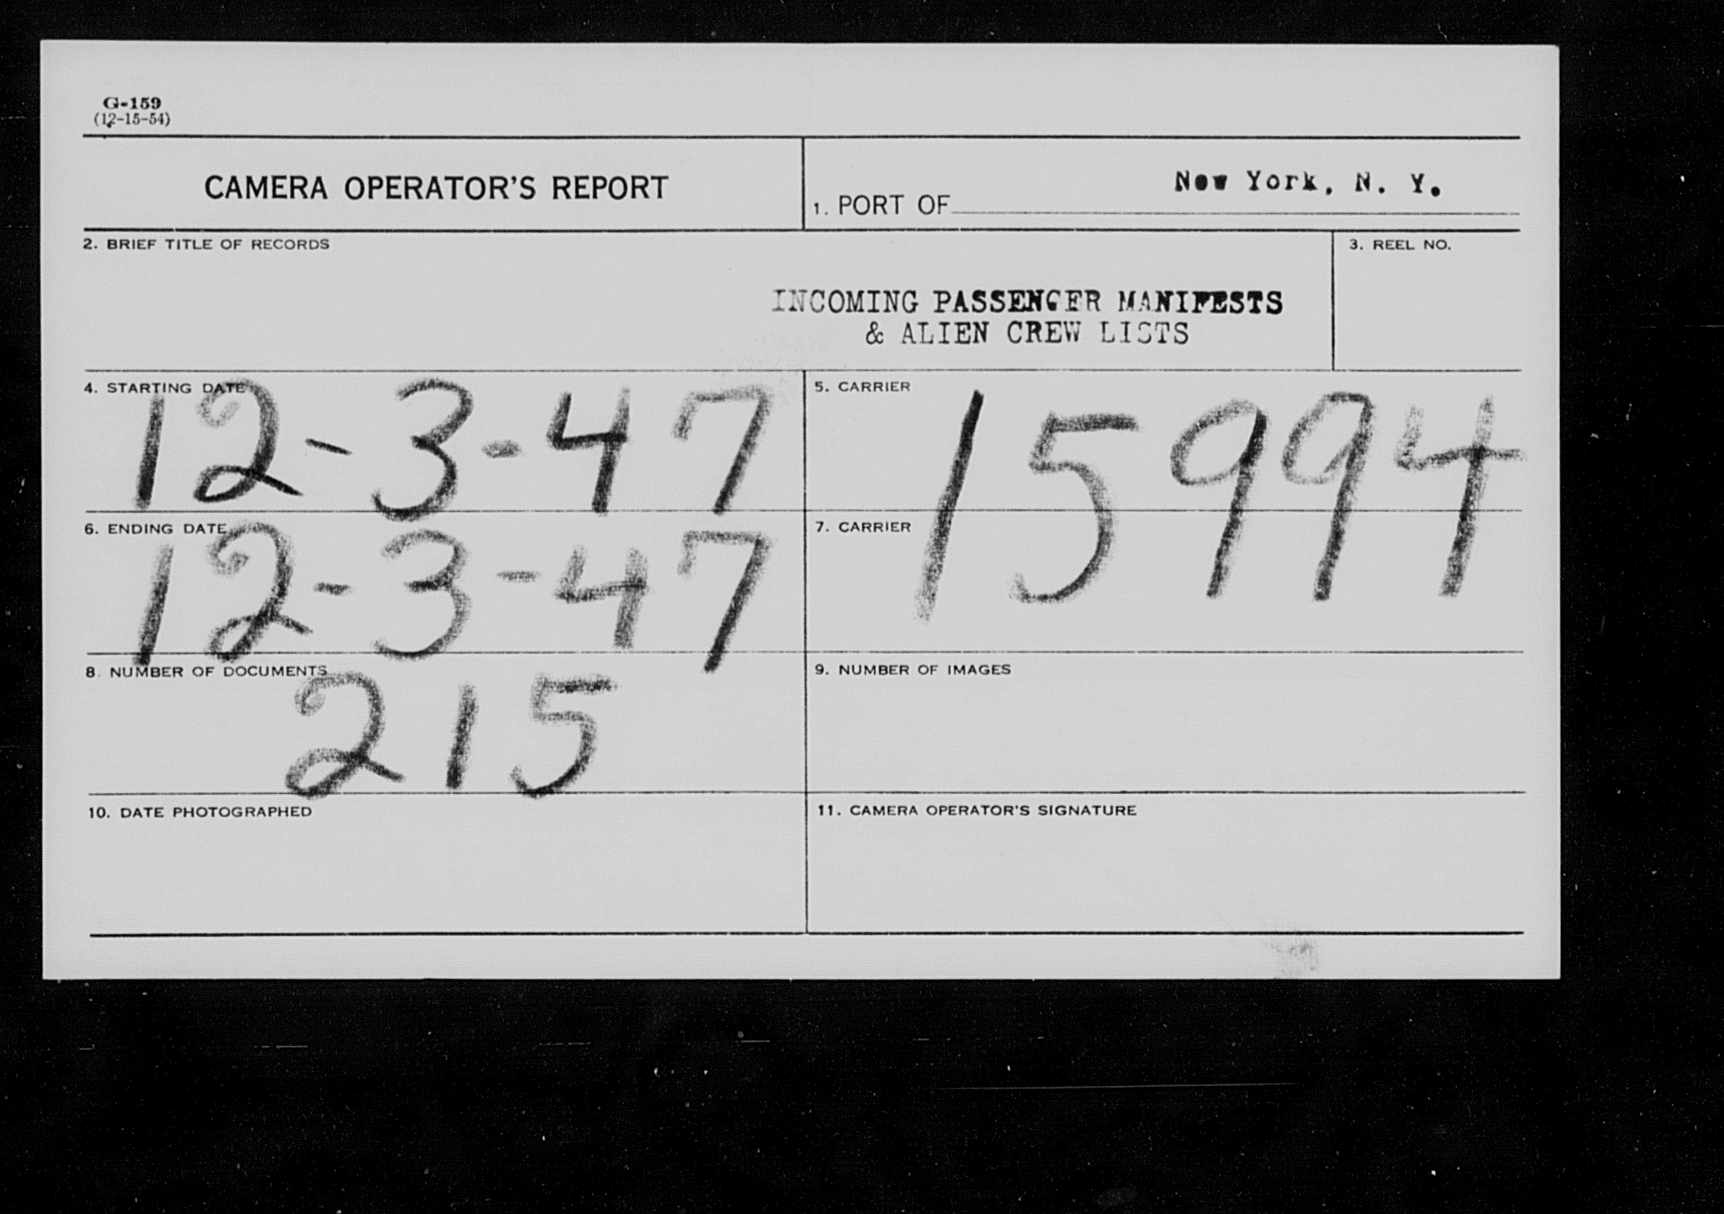 G-159
(12-15-54)
CAMERA OPERATOR'S REPORT
1. PORT OF New York, N. Y.
2. BRIEF TITLE OF RECORDS
INCOMING PASSENGER MANIFESTS
& ALIEN CREW LISTS
3. REEL NO.
4. STARTING DATE
12-3-47
5. CARRIER
15994
6. ENDING DATE
12-3-47
7. CARRIER
8. NUMBER OF DOCUMENTS
215
9. NUMBER OF IMAGES
10. DATE PHOTOGRAPHED
11. CAMERA OPERATOR'S SIGNATURE